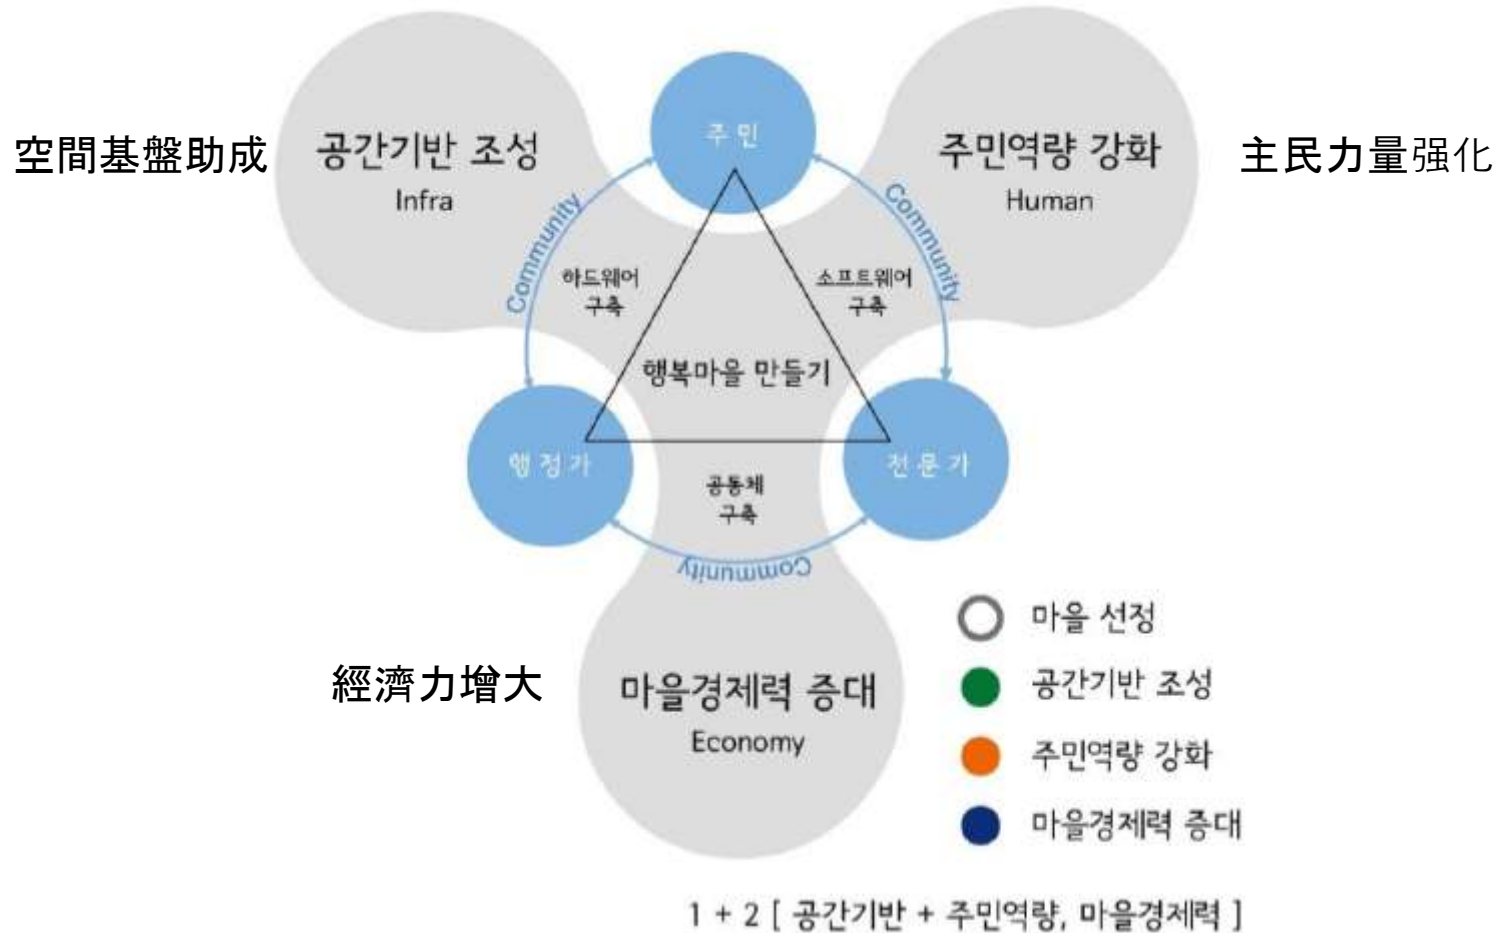 주 민
空間基盤助成
공간기반 조성
Infra
주민역량 강화
Human
主民力量强化
Community
Community
하드웨어
구축
소프트웨어
구축
행복마을 만들기
행 정 가
전 문 가
공동체
구축
Community
經濟力增大
마을경제력 증대
Economy
마을 선정
공간기반 조성
주민역량 강화
마을경제력 증대
1 + 2 [ 공간기반 + 주민역량, 마을경제력 ]